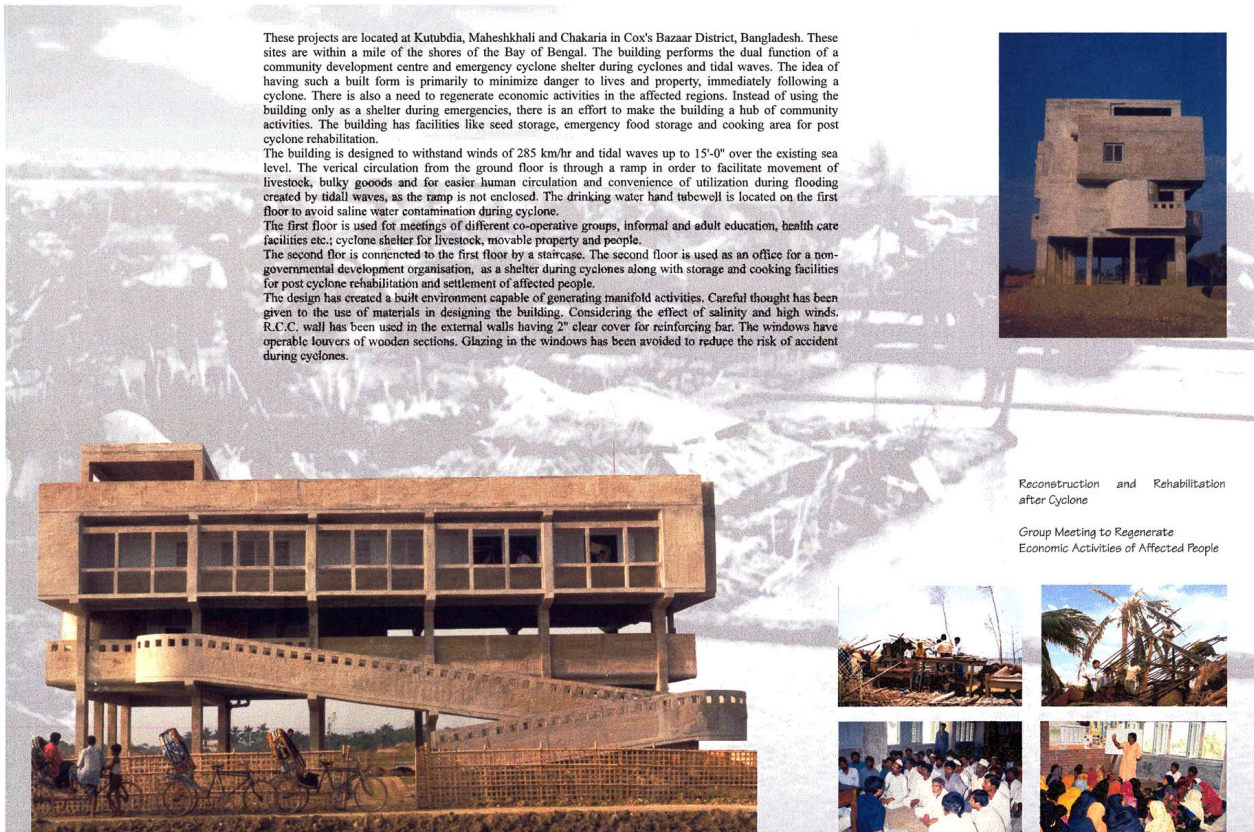 These projects are located at Kutubdia, Maheshkhali and Chakaria in Cox's Bazaar District, Bangladesh. These
sites are within a mile of the shores of the Bay of Bengal. The building performs the dual function of a
community development centre and emergency cyclone shelter during cyclones and tidal waves. The idea of
having such a built form is primarily to minimize danger to lives and property, immediately following a
cyclone. There is also a need to regenerate economic activities in the affected regions. Instead of using the
building only as a shelter during emergencies, there is an effort to make the building a hub of community
activities. The building has facilities like seed storage, emergency food storage and cooking area for post
cyclone rehabilitation.
The building is designed to withstand winds of 285 km/hr and tidal waves up to 15'-0" over the existing sea
level. The verical circulation from the ground floor is through a ramp in order to facilitate movement of
livestock, bulky gooods and for easier human circulation and convenience of utilization during flooding
created by tidall waves, as the ramp is not enclosed. The drinking water hand tubewell is located on the first
floor to avoid saline water contamination during cyclone.
The first floor is used for meetings of different co-operative groups, informal and adult education, health care
facilities etc.; cyclone shelter for livestock, movable property and people.
The second flor is conncncted to the first floor by a staircase. The second floor is used as an office for a non-
governmental development organisation, as a shelter during cyclones along with storage and cooking facilities
for post cyclone rehabilitation and settlement of affected people.
The design has created a built environment capable of generating manifold activities. Careful thought has been
given to the use of materials in designing the building. Considering the effect of salinity and high winds.
R.C.C. wall has been used in the external walls having 2" clear cover for reinforcing bar. The windows have
operable louvers of wooden sections. Glazing in the windows has been avoided to reduce the risk of accident
during cyclones.
Reconstruction and Rehabilitation
after Cyclone
Group Meeting to Regenerate
Economic Activities of Affected People